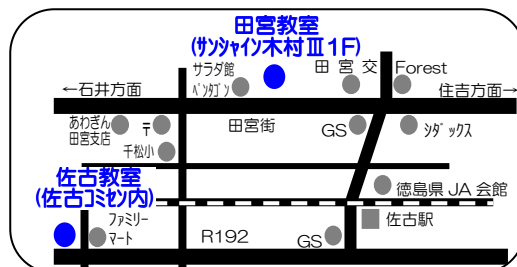 田宮教室
(サンシャイン木村Ⅲ1F)
サラダ館
ペンタゴン
田宮交
Forest
←石井方面
住吉方面→
あわぎん
田宮支店
〒
田宮街
GS
シダックス
千松小
佐古教室
(佐古コミセン内)
徳島県JA会館
ファミリー
マート
R192
GS
佐古駅